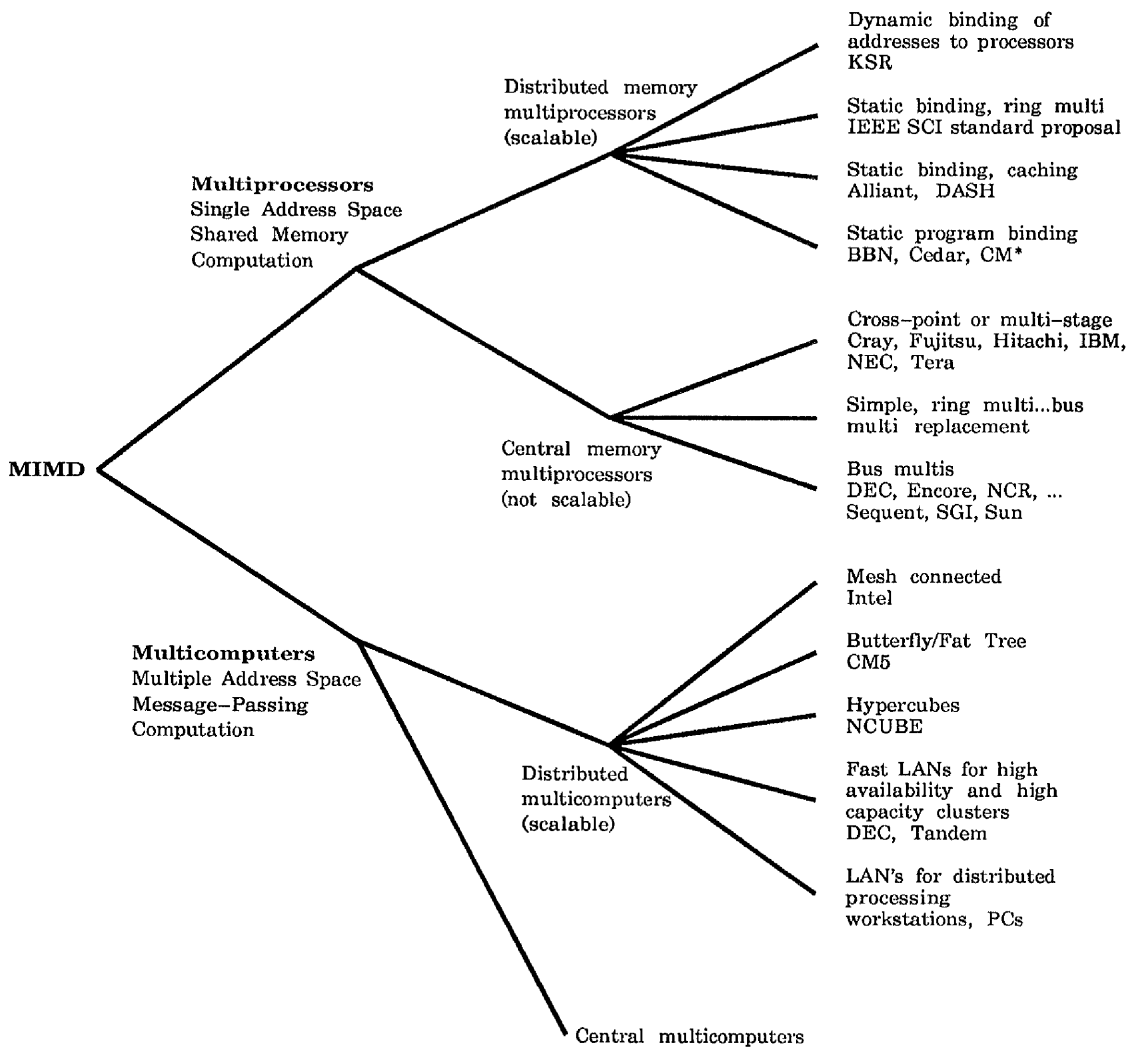 Dynamic binding of
addresses to processors
KSR
Distributed memory
multiprocessors
(scalable)
Static binding, ring multi
IEEE SCI standard proposal
Static binding, caching
Alliant, DASH
Multiprocessors
Single Address Space
Shared Memory
Computation
Static program binding
BBN, Cedar, CM*
Cross-point or multi-stage
Cray, Fujitsu, Hitachi, IBM,
NEC, Tera
Simple, ring multi...bus
multi replacement
Central memory
multiprocessors
(not scalable)
MIMD
Bus multis
DEC, Encore, NCR, ...
Sequent, SGI, Sun
Mesh connected
Intel
Multicomputers
Multiple Address Space
Message-Passing
Computation
Butterfly/Fat Tree
CM5
Hypercubes
NCUBE
Distributed
multicomputers
(scalable)
Fast LANs for high
availability and high
capacity clusters
DEC, Tandem
LAN's for distributed
processing
workstations, PCs
Central multicomputers